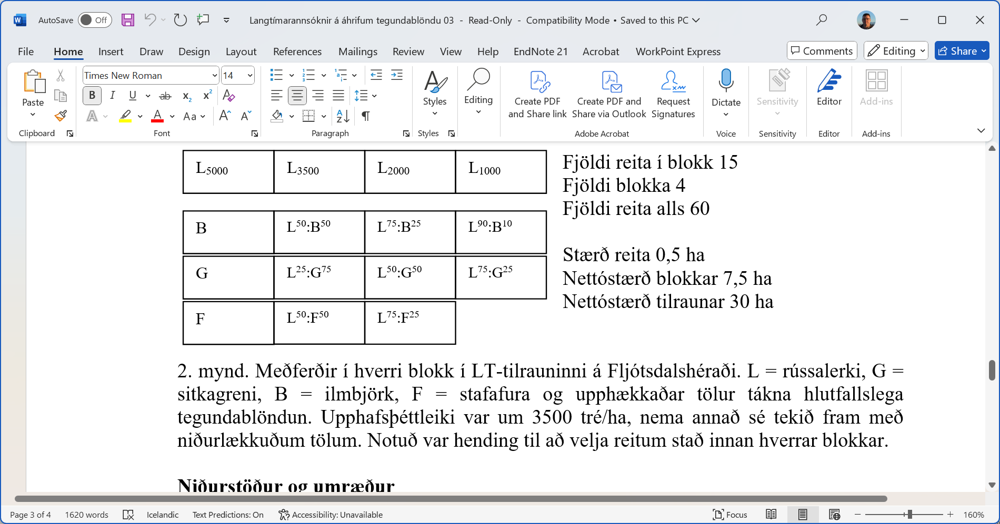 AutoSave Off Langtímarannsóknir á áhrifum tegundablöndu 03 - Read-Only - Compatibility Mode • Saved to this PC
File Home Insert Draw Design Layout References Mailings Review View Help EndNote 21 Acrobat WorkPoint Express Comments Editing Share
Paste
Clipboard
Times New Roman 14
B I U ab x₂ x² A
A A Aa A^ A˅
Font
Paragraph
Styles
Styles
Editing
Create PDF and Share link
Create PDF and Share via Outlook
Request Signatures
Adobe Acrobat
Dictate
Voice
Sensitivity
Sensitivity
Editor
Editor
Add-ins
Add-ins
L₅₀₀₀ L₃₅₀₀ L₂₀₀₀ L₁₀₀₀
B L⁵⁰:B⁵⁰ L⁷⁵:B²⁵ L⁹⁰:B¹⁰
G L²⁵:G⁷⁵ L⁵⁰:G⁵⁰ L⁷⁵:G²⁵
F L⁵⁰:F⁵⁰ L⁷⁵:F²⁵
Fjöldi reita í blokk 15
Fjöldi blokka 4
Fjöldi reita alls 60
Stærð reita 0,5 ha
Nettóstærð blokkar 7,5 ha
Nettóstærð tilraunar 30 ha
2. mynd. Meðferðir í hverri blokk í LT-tilrauninni á Fljótsdalshéraði. L = rússalerki, G =
sitkagreni, B = ilmbjörk, F = stafafura og upphækkaðar tölur tákna hlutfallslega
tegundablöndun. Upphafsþéttleiki var um 3500 tré/ha, nema annað sé tekið fram með
niðurlækkuðum tölum. Notuð var hending til að velja reitum stað innan hverrar blokkar.
Niðurstöður og umræður
Page 3 of 4 1620 words Icelandic Text Predictions: On Accessibility: Unavailable Focus 160%